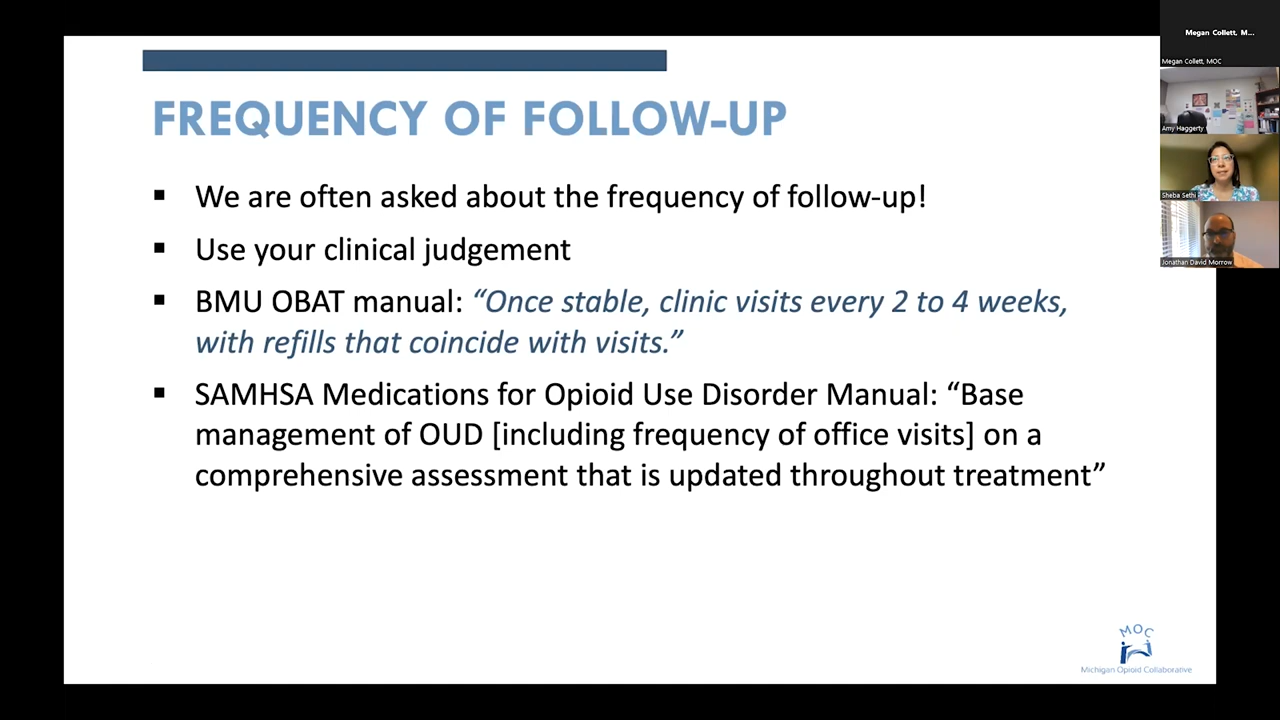 Megan Collett, M...
Megan Collett, MOC
Amy Haggerty
Sheba Sethi
Jonathan David Morrow
FREQUENCY OF FOLLOW-UP
▪ We are often asked about the frequency of follow-up!
▪ Use your clinical judgement
▪ BMU OBAT manual: “Once stable, clinic visits every 2 to 4 weeks,
with refills that coincide with visits.”
▪ SAMHSA Medications for Opioid Use Disorder Manual: “Base
management of OUD [including frequency of office visits] on a
comprehensive assessment that is updated throughout treatment”
MOC
Michigan Opioid Collaborative